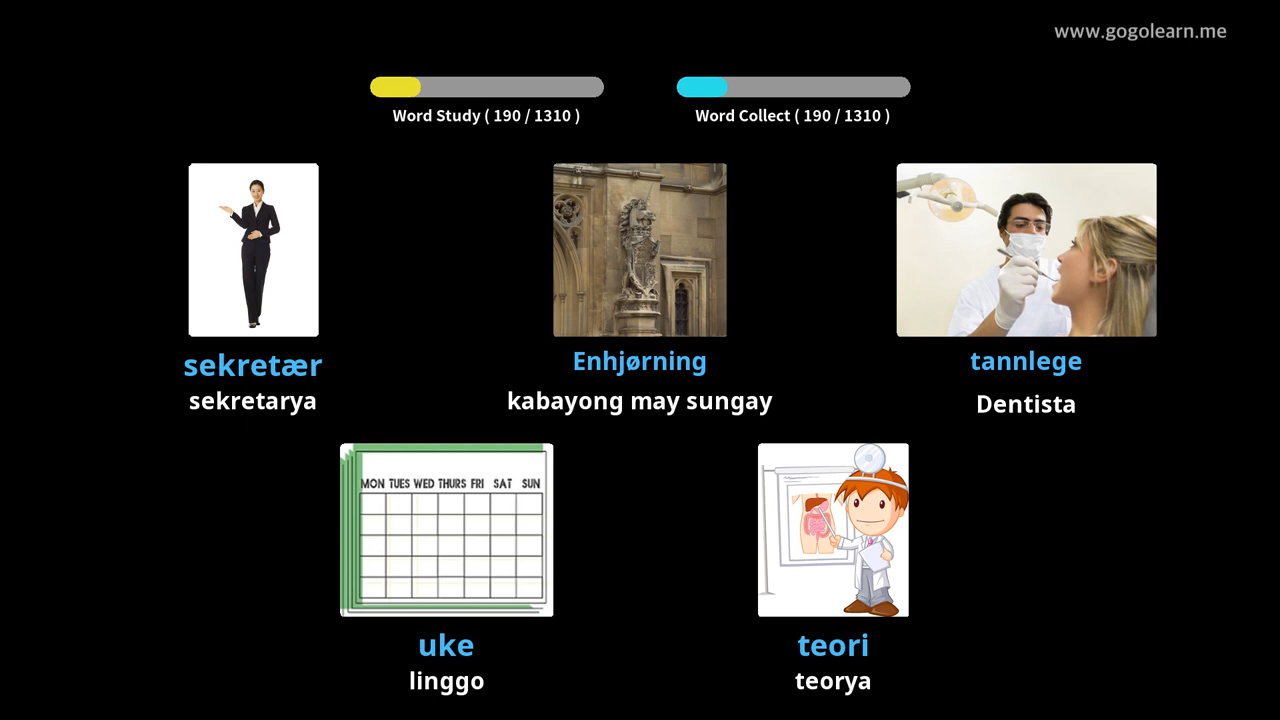 www.gogolearn.me
Word Study ( 190 / 1310 )
Word Collect ( 190 / 1310 )
sekretær
sekretarya
Enhjørning
kabayong may sungay
tannlege
Dentista
MON TUES WED THURS FRI SAT SUN
uke
linggo
teori
teorya